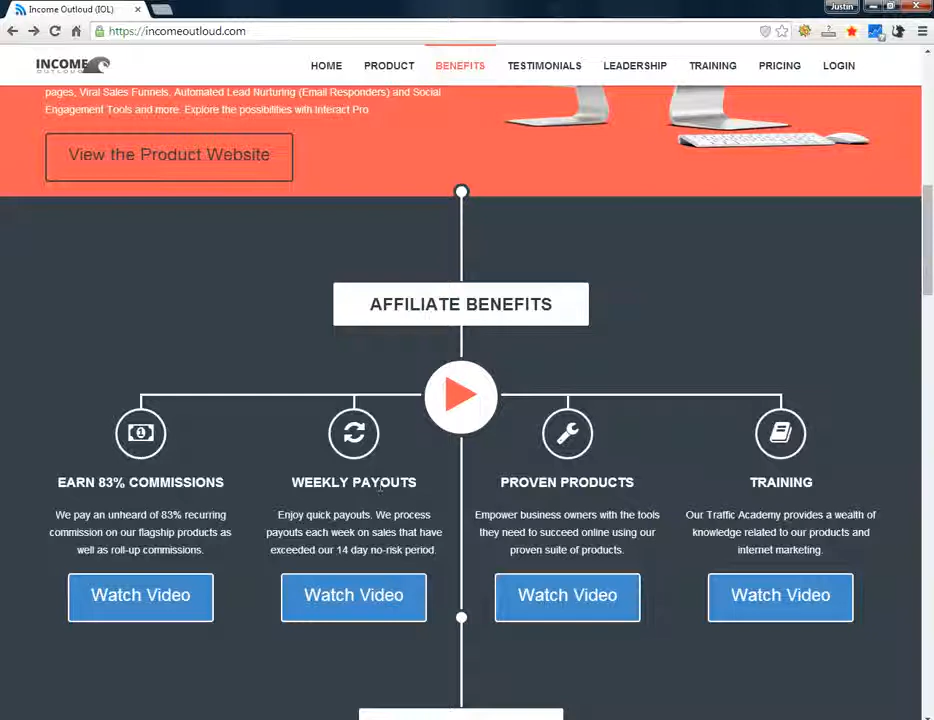 Income Outloud (IOL)
Justin
https://incomeoutloud.com
INCOME
OUTLOUD
HOME PRODUCT BENEFITS TESTIMONIALS LEADERSHIP TRAINING PRICING LOGIN
pages, Viral Sales Funnels, Automated Lead Nurturing (Email Responders) and Social
Engagement Tools and more. Explore the possibilities with Interact Pro
View the Product Website
AFFILIATE BENEFITS
EARN 83% COMMISSIONS
We pay an unheard of 83% recurring
commission on our flagship products as
well as roll-up commissions.
Watch Video
WEEKLY PAYOUTS
Enjoy quick payouts. We process
payouts each week on sales that have
exceeded our 14 day no-risk period.
Watch Video
PROVEN PRODUCTS
Empower business owners with the tools
they need to succeed online using our
proven suite of products.
Watch Video
TRAINING
Our Traffic Academy provides a wealth of
knowledge related to our products and
internet marketing.
Watch Video